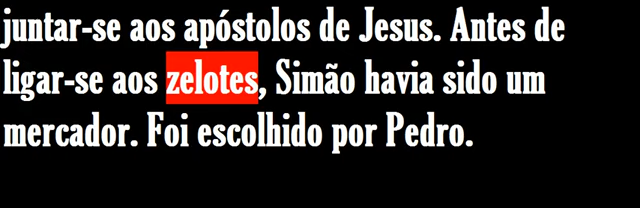 juntar-se aos apóstolos de Jesus. Antes de
ligar-se aos zelotes, Simão havia sido um
mercador. Foi escolhido por Pedro.